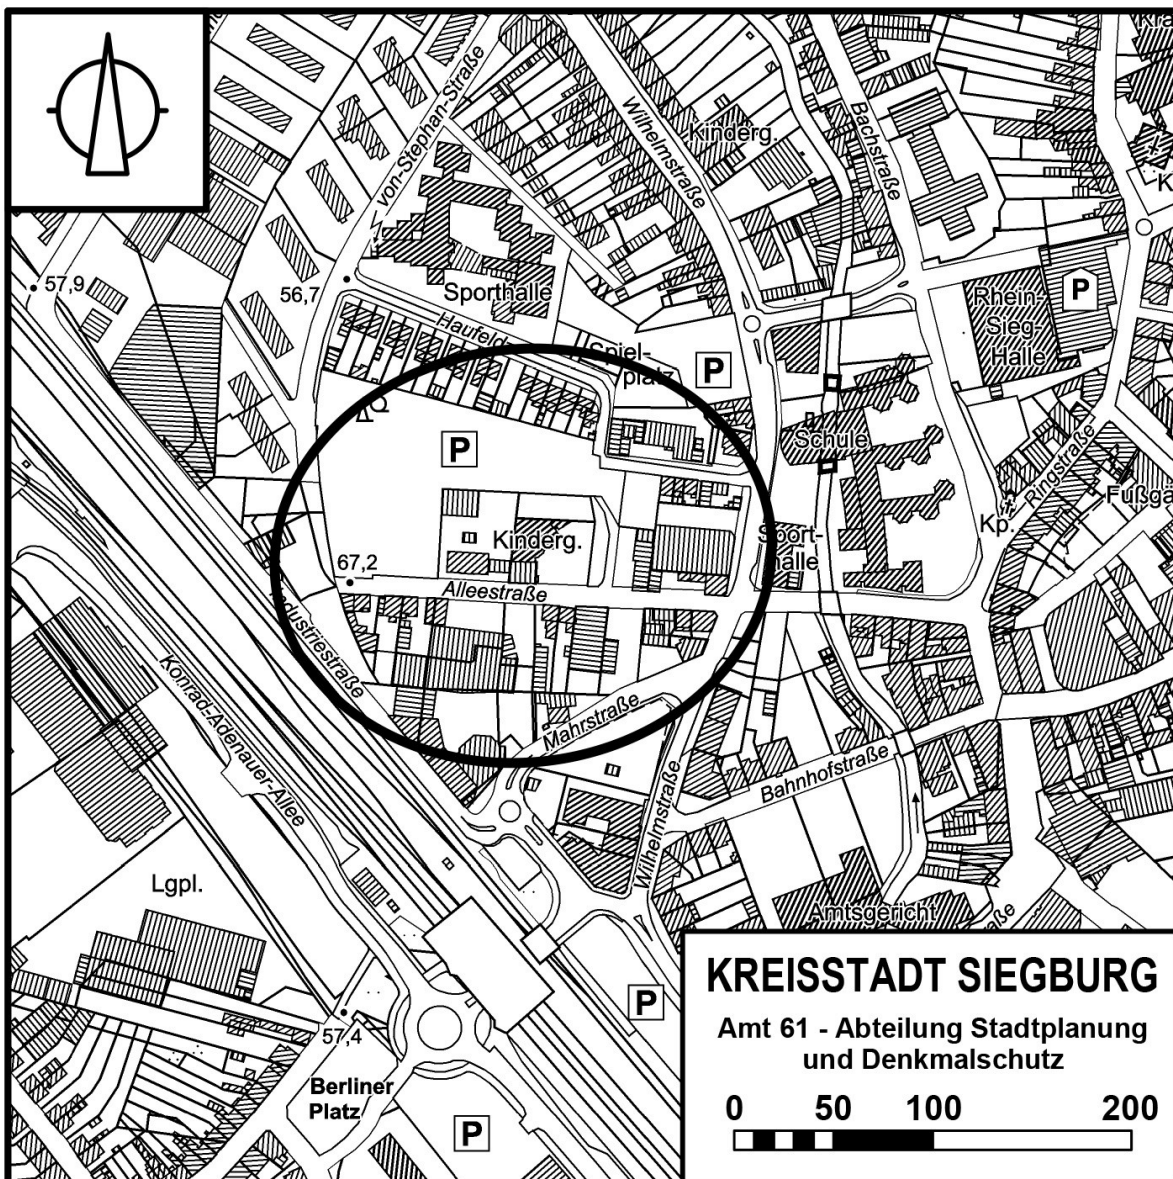 von-Stephan-Straße
Wilhelmstraße
Kinderg.
Bachstraße
57,9
56,7
Sporthalle
P
Rhein-
Sieg-
Halle
Haufeld
Spiel-
platz
P
P
Schule
Ringstraße
Kp.
Kinderg.
Sport-
halle
67,2
Alleestraße
Industriestraße
Konrad-Adenauer-Allee
Mahrstraße
Wilhelmstraße
Bahnhofstraße
Lgpl.
Amtsgericht
P
57,4
Berliner
Platz
P
KREISSTADT SIEGBURG
Amt 61 - Abteilung Stadtplanung
und Denkmalschutz
0 50 100 200